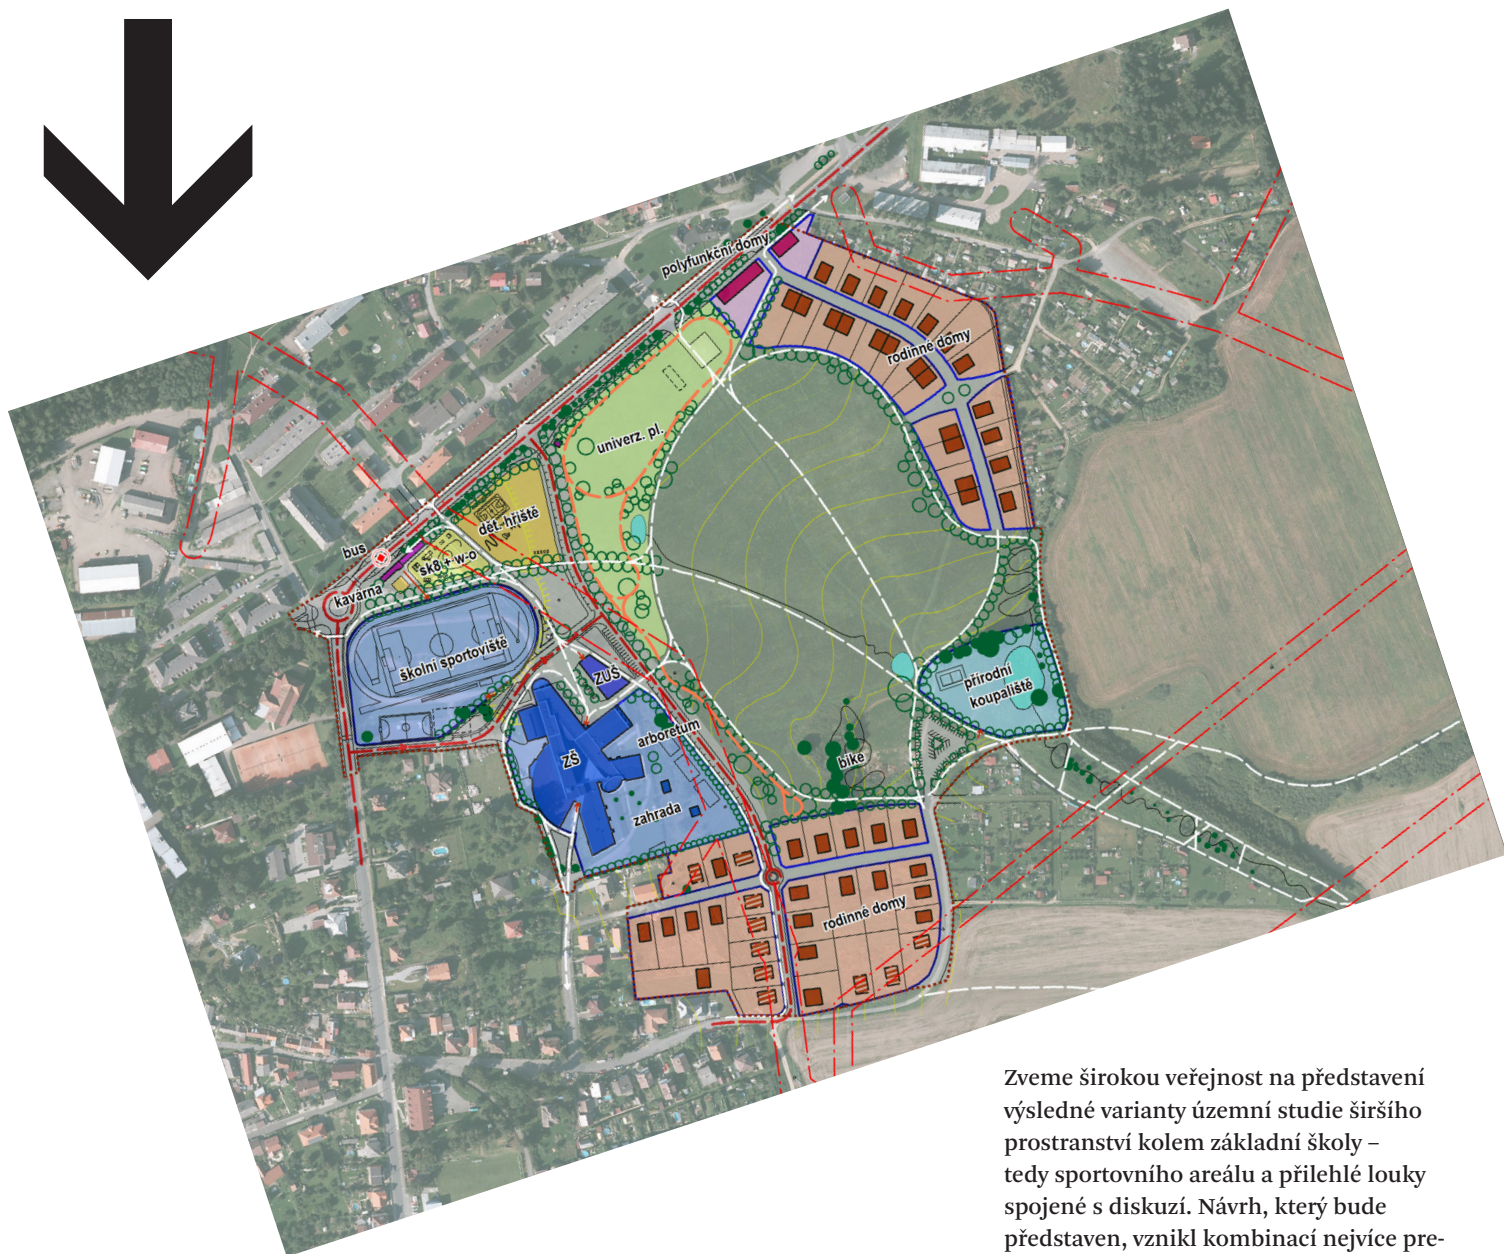 polyfunkční domy
rodinné domy
univerz. pl.
dět. hřiště
bus
sk8 + w-o
kavárna
školní sportoviště
ZUŠ
přírodní
koupaliště
arboretum
ZŠ
bike
zahrada
rodinné domy
Zveme širokou veřejnost na představení
výsledné varianty územní studie širšího
prostranství kolem základní školy –
tedy sportovního areálu a přilehlé louky
spojené s diskuzí. Návrh, který bude
představen, vznikl kombinací nejvíce pre-